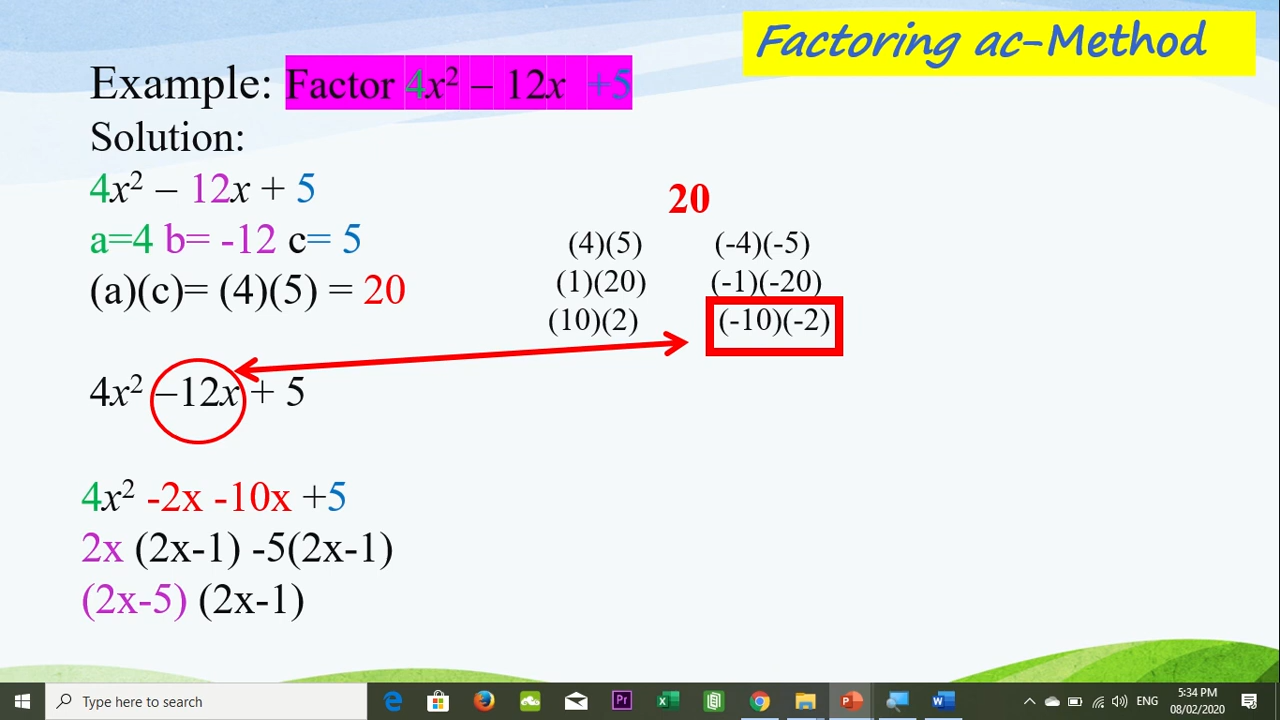 Factoring ac-Method
Example: Factor 4x² – 12x +5
Solution:
4x² – 12x + 5
a=4 b= -12 c= 5
(a)(c)= (4)(5) = 20
20
(4)(5) (-4)(-5)
(1)(20) (-1)(-20)
(10)(2) (-10)(-2)
4x² –12x + 5
4x² -2x -10x +5
2x (2x-1) -5(2x-1)
(2x-5) (2x-1)
Type here to search
ENG
5:34 PM
08/02/2020